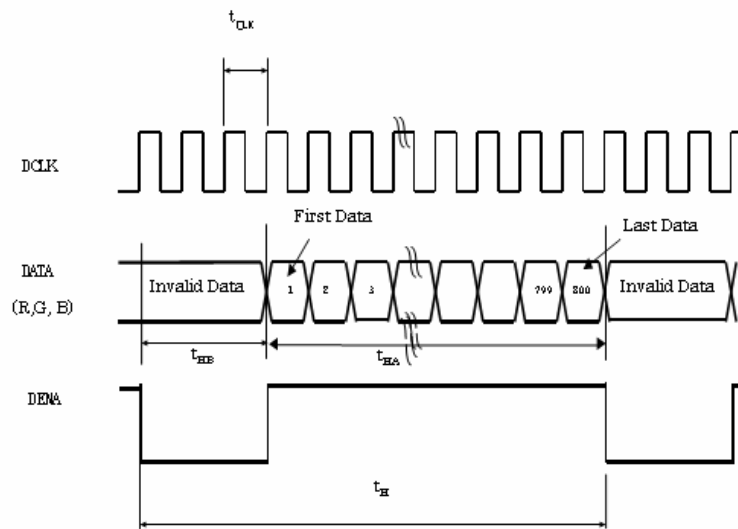 tCLK
DCLK
First Data
Last Data
DATA
(R,G, B)
Invalid Data
1
2
3
799
800
Invalid Data
tHB
tHA
DENA
tH